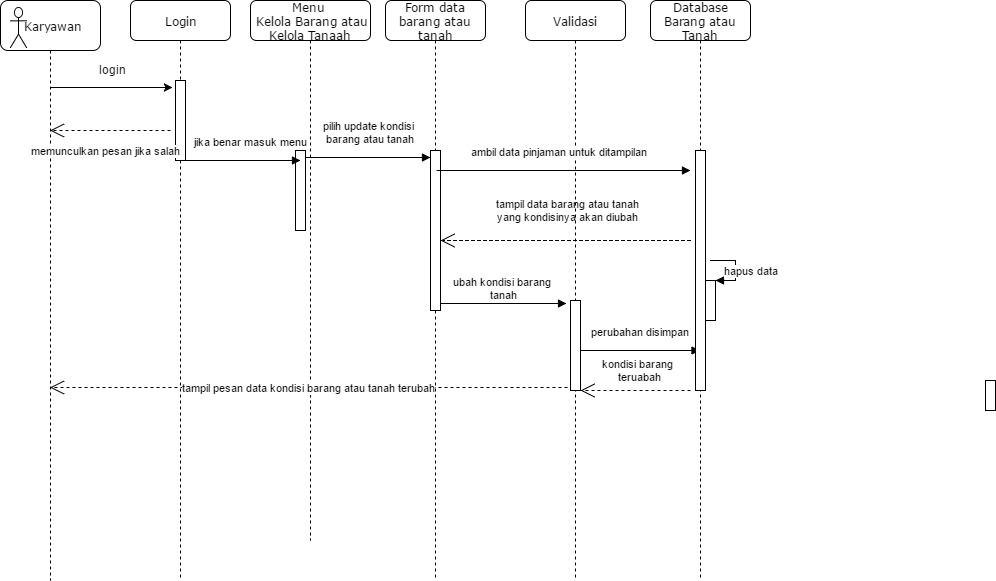 Karyawan
Login
Menu
Kelola Barang atau
Kelola Tanaah
Form data
barang atau
tanah
Validasi
Database
Barang atau
Tanah
login
memunculkan pesan jika salah
jika benar masuk menu
pilih update kondisi
barang atau tanah
ambil data pinjaman untuk ditampilan
tampil data barang atau tanah
yang kondisinya akan diubah
hapus data
ubah kondisi barang
tanah
perubahan disimpan
kondisi barang
teruabah
tampil pesan data kondisi barang atau tanah terubah